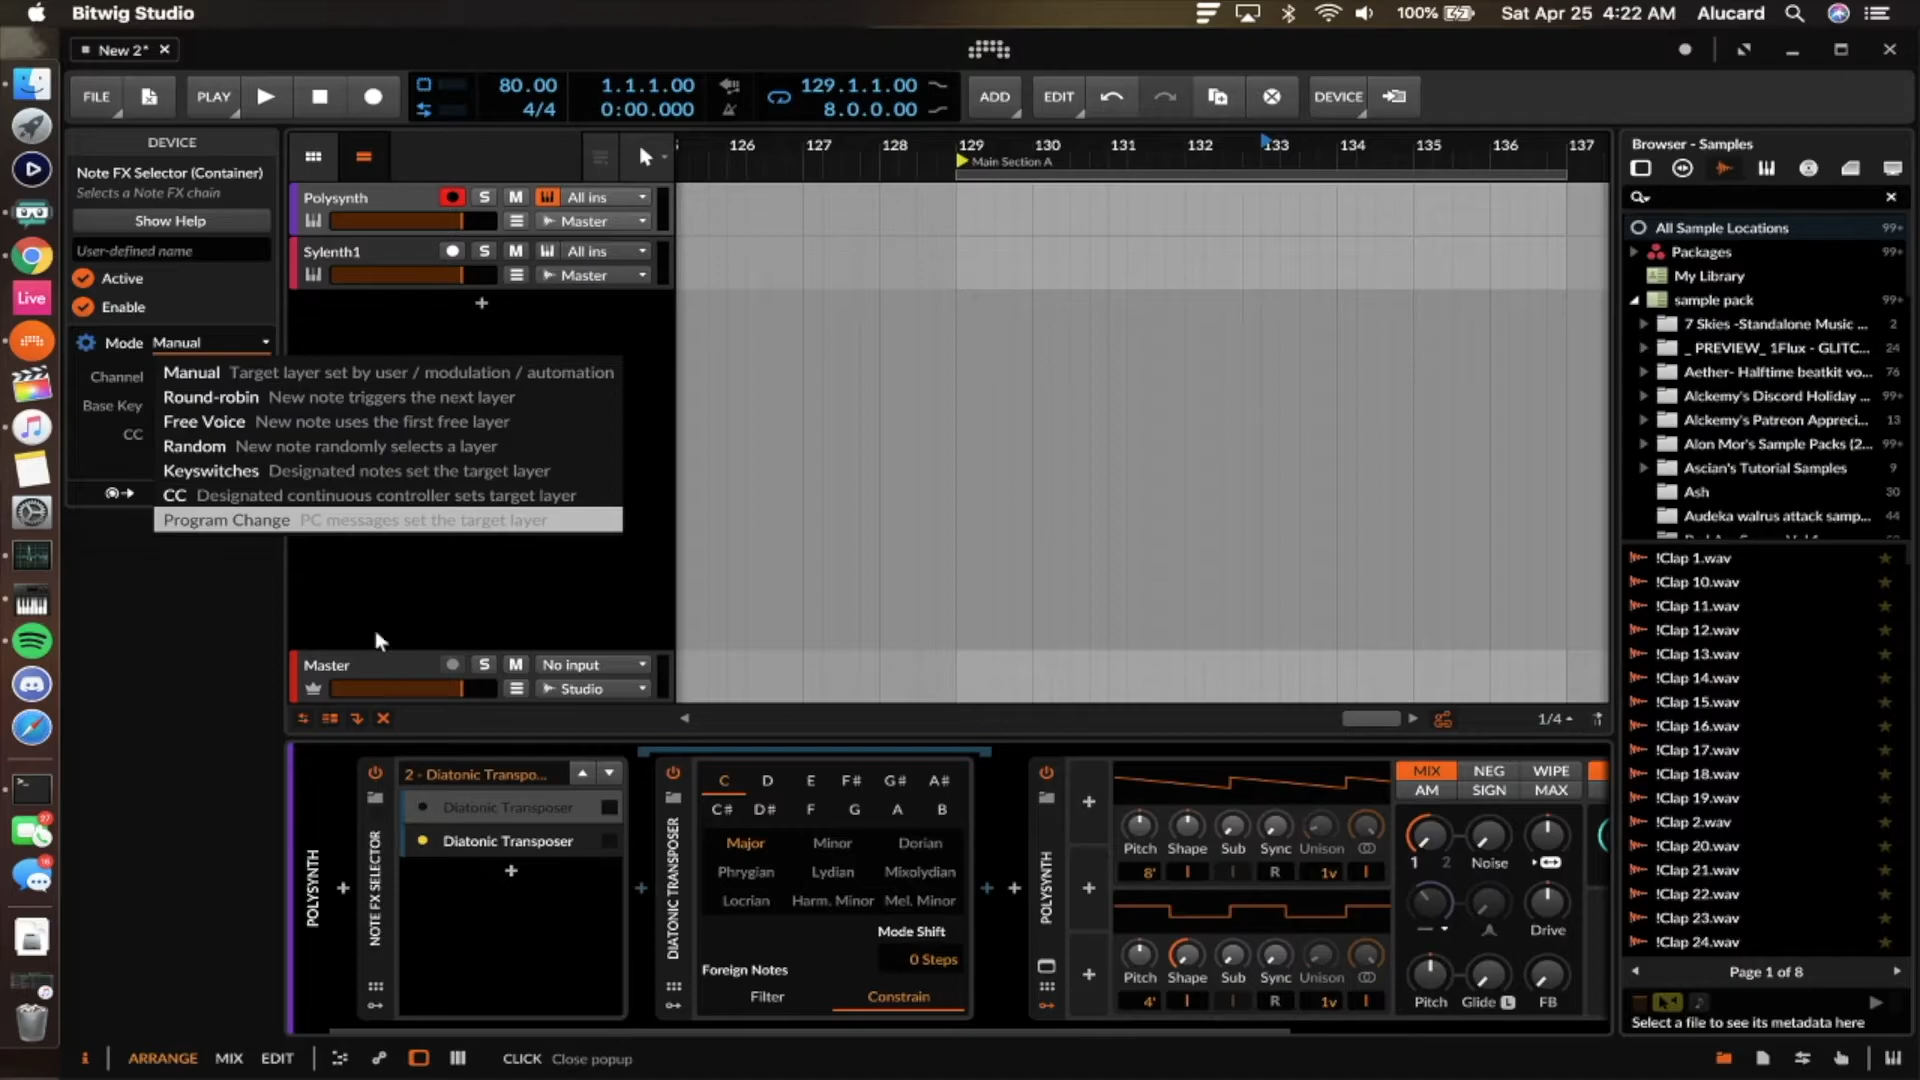 Bitwig Studio
100%
Sat Apr 25 4:22 AM
Alucard
New 2*
FILE
PLAY
80.00
4/4
1.1.1.00
0:00.000
129.1.1.00
8.0.0.00
ADD
EDIT
DEVICE
DEVICE
Note FX Selector (Container)
Selects a Note FX chain
Show Help
User-defined name
Active
Enable
Mode Manual
Channel
Base Key
CC
Manual Target layer set by user / modulation / automation
Round-robin New note triggers the next layer
Free Voice New note uses the first free layer
Random New note randomly selects a layer
Keyswitches Designated notes set the target layer
CC Designated continuous controller sets target layer
Program Change PC messages set the target layer
Live
126 127 128 129 130 131 132 133 134 135 136 137
Main Section A
Polysynth S M All ins
Master
Sylenth1 S M All ins
Master
Master S M No input
Studio
1/4
Browser - Samples
All Sample Locations 99+
Packages 99+
My Library
sample pack 99+
7 Skies -Standalone Music ... 2
_ PREVIEW_ 1Flux - GLITC... 24
Aether- Halftime beatkit vo... 76
Alckemy's Discord Holiday ... 99+
Alckemy's Patreon Appreci... 13
Alon Mor's Sample Packs (2... 99+
Ascian's Tutorial Samples 9
Ash 30
Audeka walrus attack samp... 44
!Clap 1.wav
!Clap 10.wav
!Clap 11.wav
!Clap 12.wav
!Clap 13.wav
!Clap 14.wav
!Clap 15.wav
!Clap 16.wav
!Clap 17.wav
!Clap 18.wav
!Clap 19.wav
!Clap 2.wav
!Clap 20.wav
!Clap 21.wav
!Clap 22.wav
!Clap 23.wav
!Clap 24.wav
Page 1 of 8
Select a file to see its metadata here
POLYSYNTH
NOTE FX SELECTOR
2 - Diatonic Transpo...
Diatonic Transposer
Diatonic Transposer
DIATONIC TRANSPOSER
C D E F# G# A#
C# D# F G A B
Major Minor Dorian
Phrygian Lydian Mixolydian
Locrian Harm. Minor Mel. Minor
Mode Shift
0 Steps
Foreign Notes
Filter Constrain
POLYSYNTH
Pitch Shape Sub Sync Unison
8' I I R 1v I
Pitch Shape Sub Sync Unison
4' I I R 1v I
MIX NEG WIPE
AM SIGN MAX
1 2 Noise
Drive
Pitch Glide L FB
ARRANGE MIX EDIT
CLICK Close popup